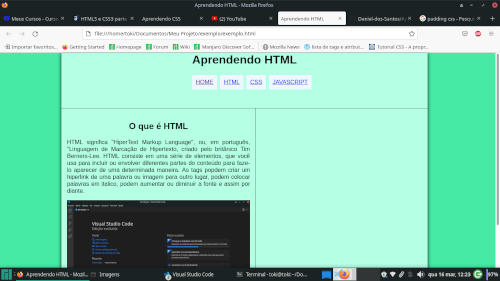 Aprendendo HTML — Mozilla Firefox
Meus Cursos - Curso
HTML5 e CSS3 parte
Aprendendo CSS
(2) YouTube
Aprendendo HTML
Daniel-dos-Santos
padding css - Pesqui
file:///home/toki/Documentos/Meu Projeto/exemplo/exemplo.html
Importar favoritos...
Getting Started
Homepage
Forum
Wiki
Manjaro Discover Sof...
Mozilla News
lista de tags e atribut...
Tutorial CSS - A propr...
Aprendendo HTML
HOME
HTML
CSS
JAVASCRIPT
O que é HTML
HTML significa "HiperText Markup Language", ou, em português,
"Linguagem de Marcação de Hipertexto, criado pelo britânico Tim
Berners-Lee. HTML consiste em uma série de elementos, que você
usa para incluir ou envolver diferentes partes do conteúdo para faze-
lo aparecer de uma determinada maneira. As tags popdem criar um
hiperlink de uma palavra ou imagem para outro lugar, podem colocar
palavras em itálico, podem aumentar ou diminuir a fonte e assim por
diante.
Visual Studio Code
Edição evoluída
Aprendendo HTML - Mozil...
Imagens
Visual Studio Code
Terminal - toki@toki: ~/Do...
qua 16 mar, 12:23
97%